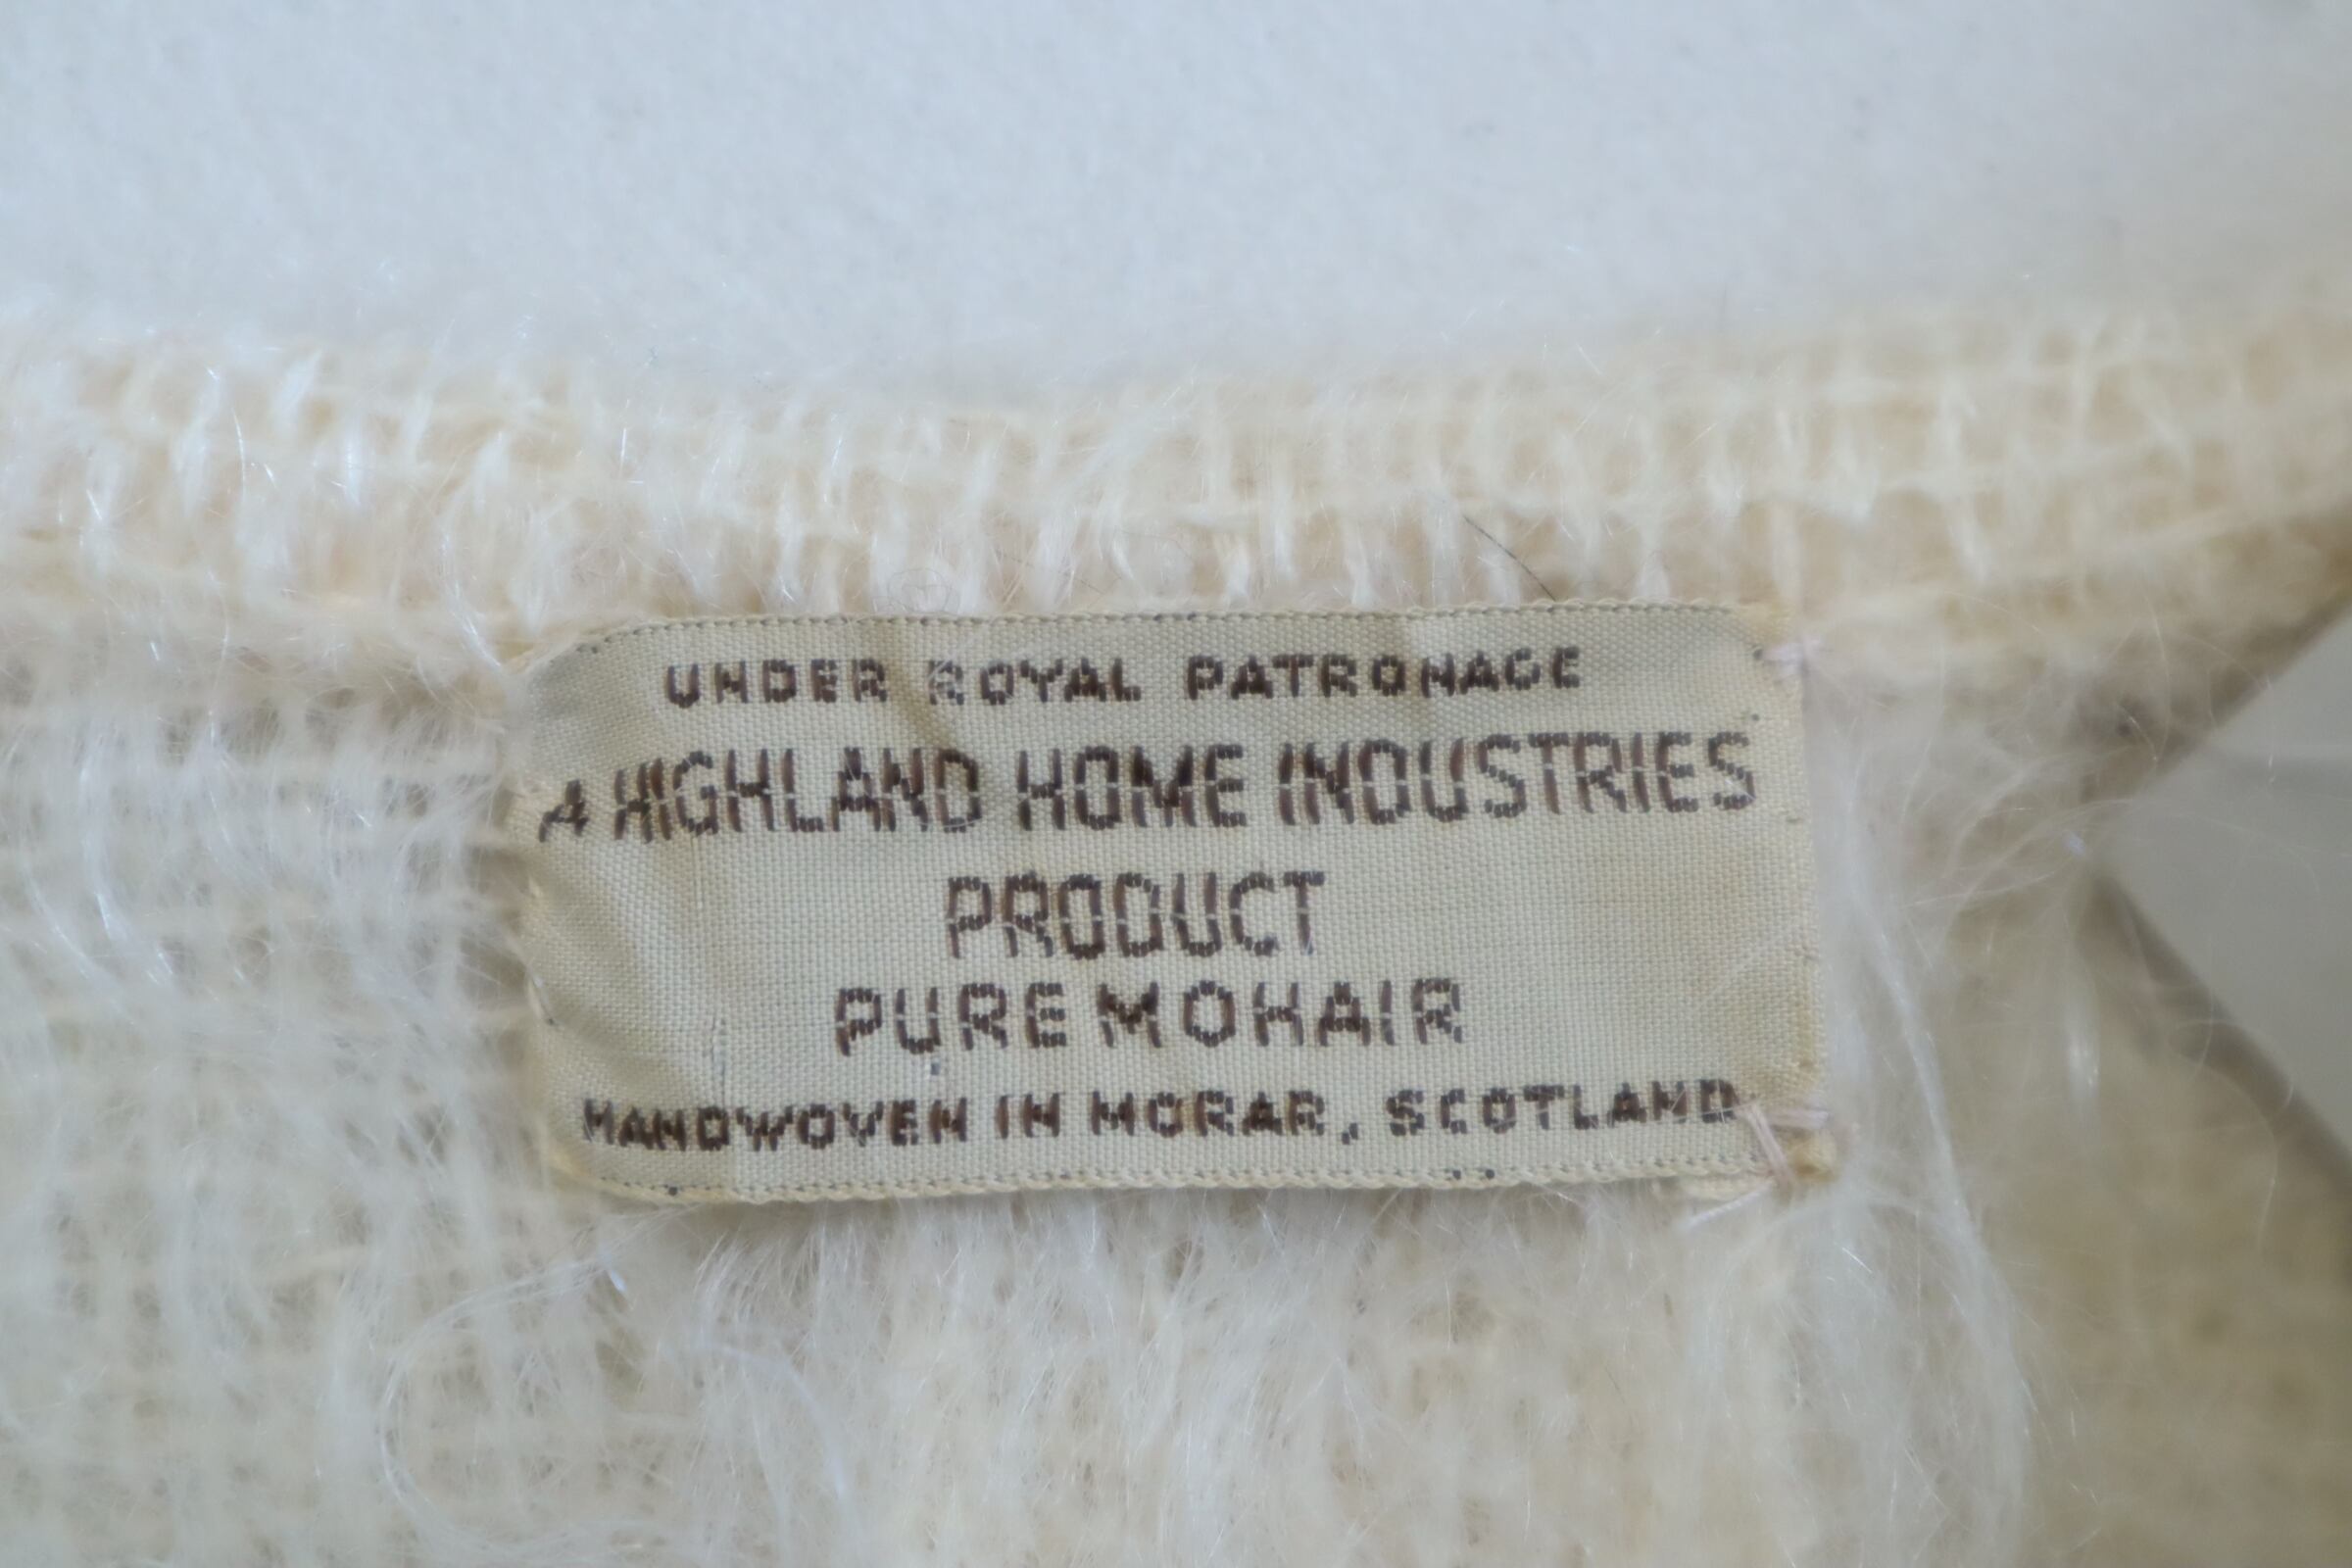 UNDER ROYAL PATRONAGE
A HIGHLAND HOME INDUSTRIES
PRODUCT
PURE MOHAIR
HANDWOVEN IN MORAR, SCOTLAND